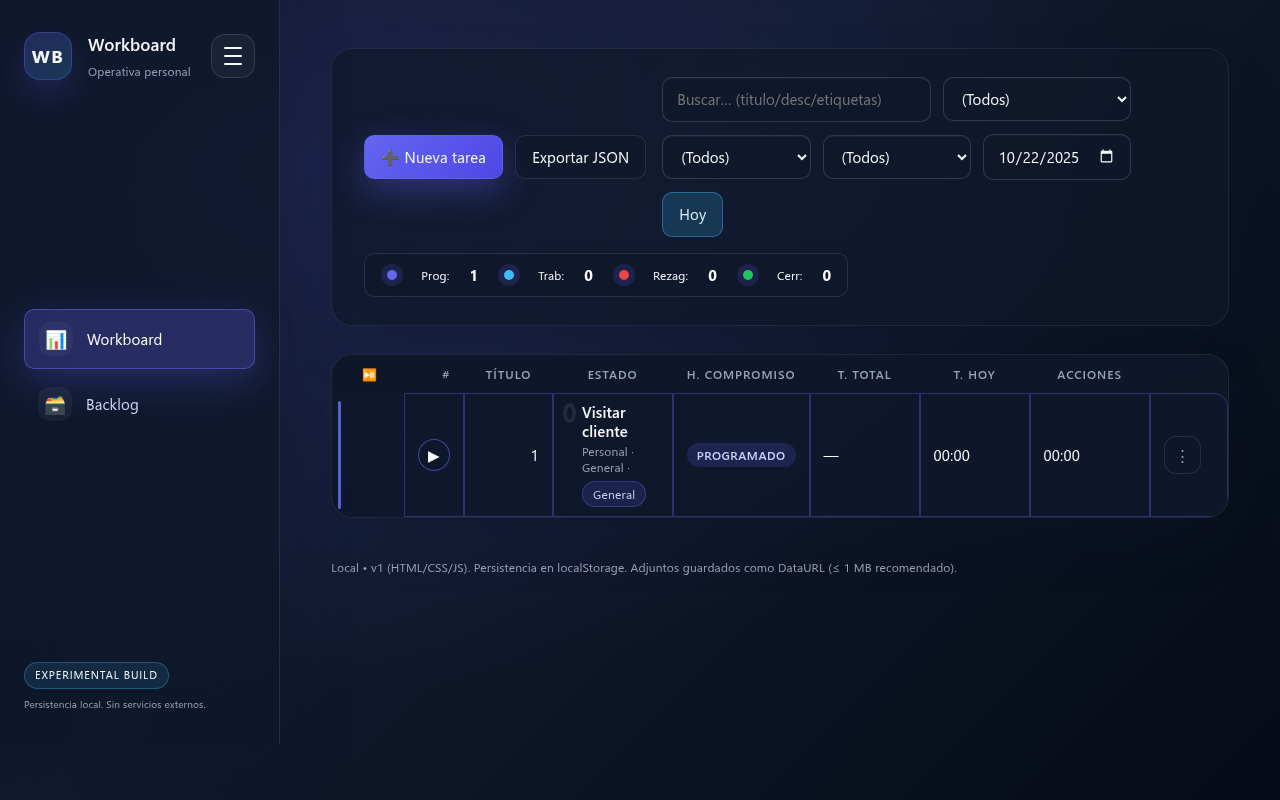 WB
Workboard
Operativa personal
Workboard
Backlog
EXPERIMENTAL BUILD
Persistencia local. Sin servicios externos.
Buscar... (título/desc/etiquetas)
(Todos)
Nueva tarea
Exportar JSON
(Todos)
(Todos)
10/22/2025
Hoy
Prog: 1
Trab: 0
Rezag: 0
Cerr: 0
# TÍTULO ESTADO H. COMPROMISO T. TOTAL T. HOY ACCIONES
1
0
Visitar
cliente
Personal ·
General ·
General
PROGRAMADO
—
00:00
00:00
Local • v1 (HTML/CSS/JS). Persistencia en localStorage. Adjuntos guardados como DataURL (≤ 1 MB recomendado).